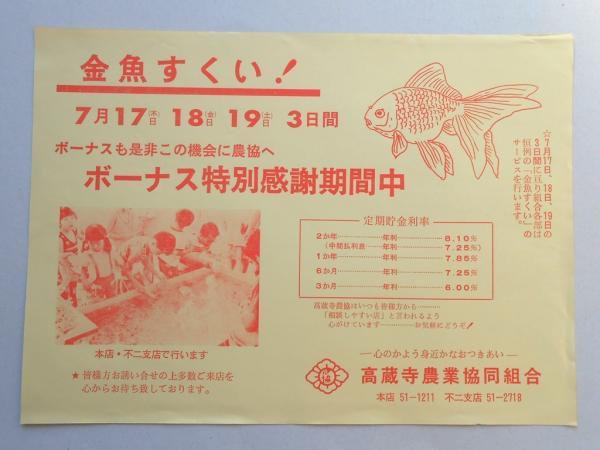 金魚すくい!
7月17日(木) 18日(金) 19日(土) 3日間
ボーナスも是非この機会に農協へ
ボーナス特別感謝期間中
☆7月17日、18日、19日の
3日間に亘り組合各部は
恒例の「金魚すくい」の
サービスを行います。
定期貯金利率
2か年………年利………8.10%
(中間払利息……年利………7.25%)
1か年………年利………7.85%
6か月………年利………7.25%
3か月………年利………6.00%
高蔵寺農協はいつも皆様方から………
「相談しやすい店」と言われるよう
心がけています………お気軽にどうぞ!
本店・不二支店で行います
★皆様方お誘い合せの上多数ご来店を
心からお待ち致しております。
―心のかよう身近かなおつきあい―
高蔵寺農業協同組合
本店 51-1211 不二支店 51-2718